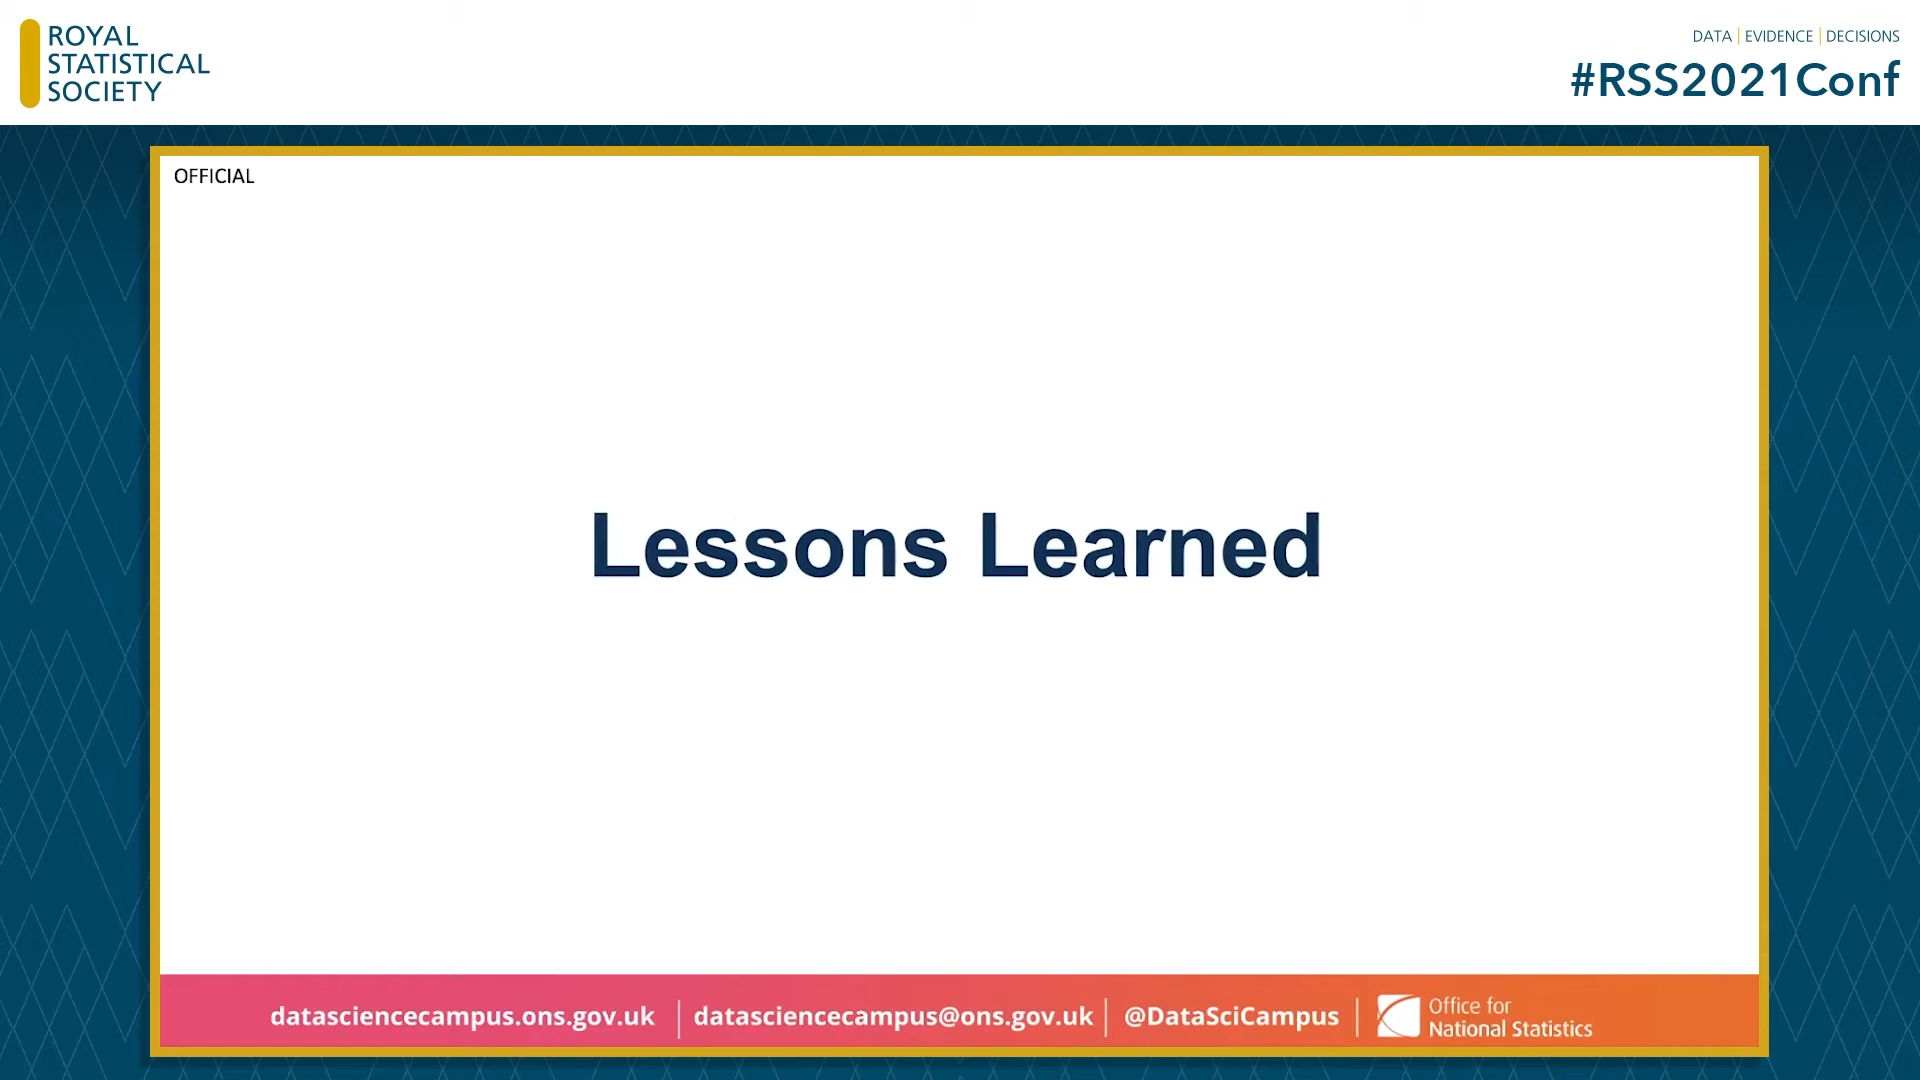 ROYAL
STATISTICAL
SOCIETY
DATA | EVIDENCE | DECISIONS
#RSS2021Conf
OFFICIAL
Lessons Learned
datasciencecampus.ons.gov.uk | datasciencecampus@ons.gov.uk | @DataSciCampus |
Office for
National Statistics